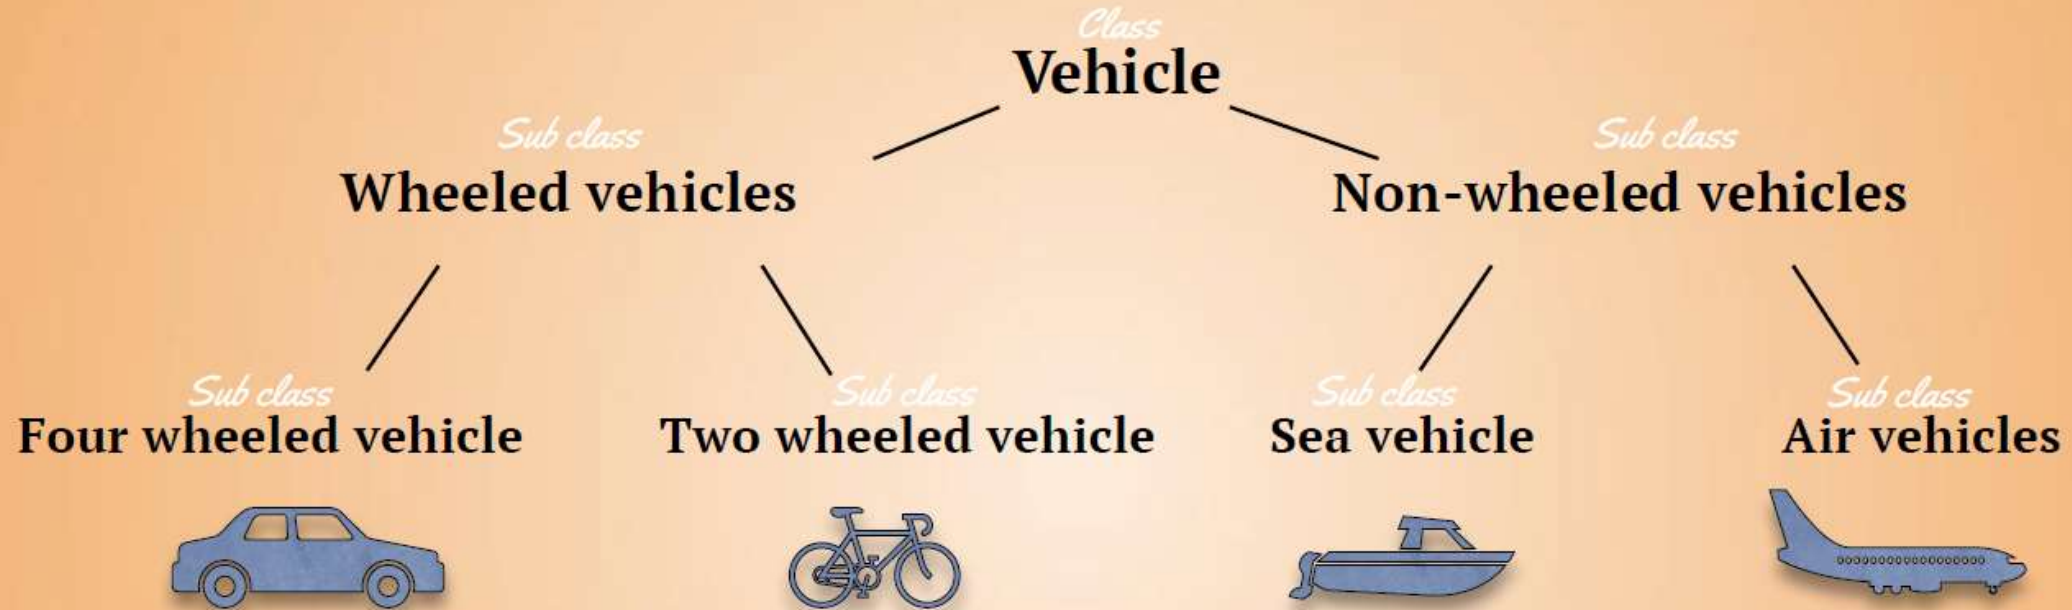 Class
Vehicle
Sub class
Wheeled vehicles
Sub class
Non-wheeled vehicles
Sub class
Four wheeled vehicle
Sub class
Two wheeled vehicle
Sub class
Sea vehicle
Sub class
Air vehicles